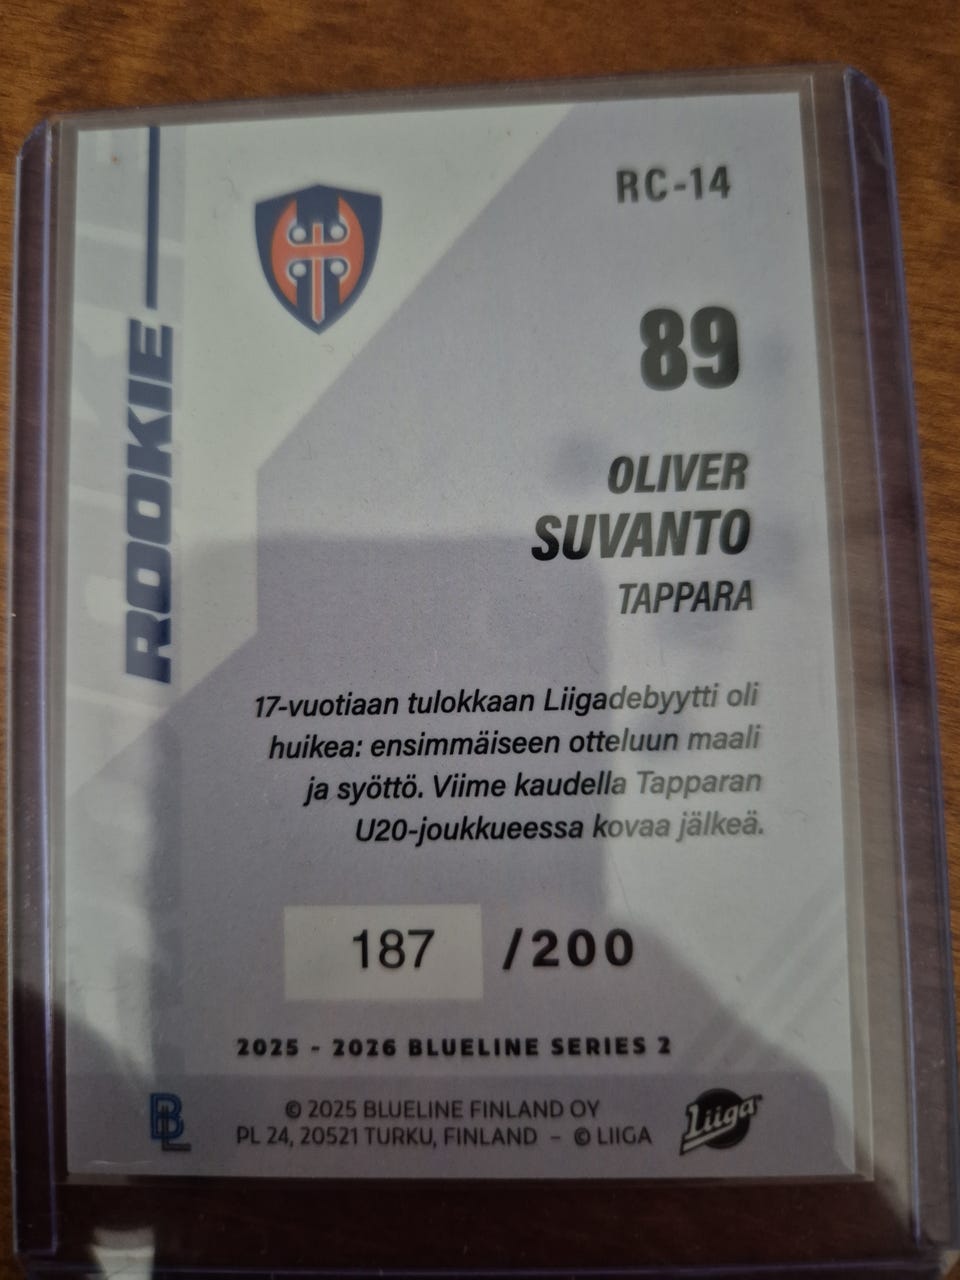 RC-14
89
ROOKIE
OLIVER
SUVANTO
TAPPARA
17-vuotiaan tulokkaan Liigadebyytti oli
huikea: ensimmäiseen otteluun maali
ja syöttö. Viime kaudella Tapparan
U20-joukkueessa kovaa jälkeä.
187 /200
2025 - 2026 BLUELINE SERIES 2
BL
© 2025 BLUELINE FINLAND OY
PL 24, 20521 TURKU, FINLAND - © LIIGA
Liiga